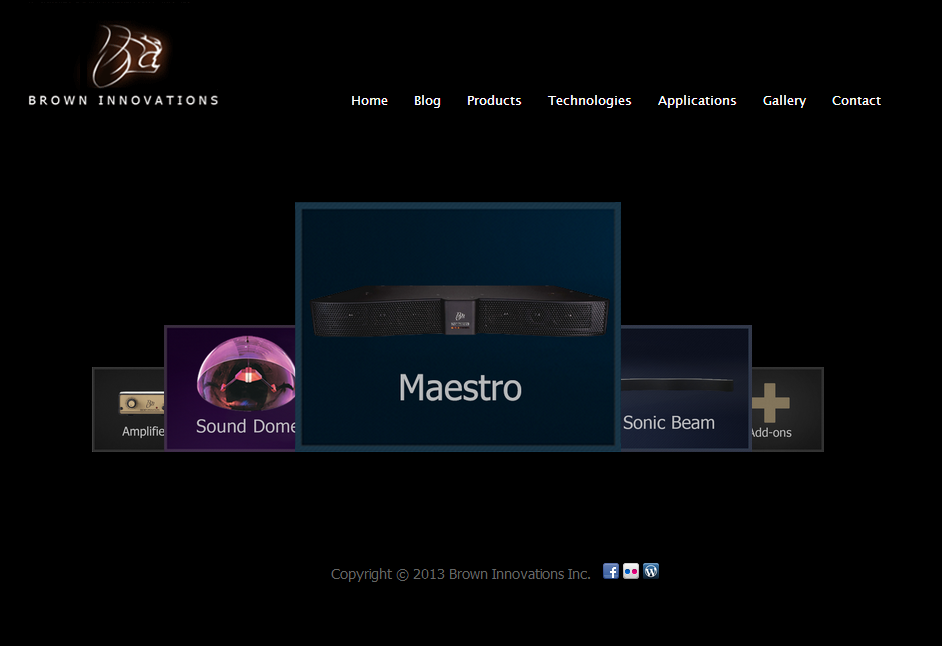 BROWN INNOVATIONS
Home Blog Products Technologies Applications Gallery Contact
Maestro
Sound Dome
Sonic Beam
Amplifie
Add-ons
Copyright © 2013 Brown Innovations Inc.